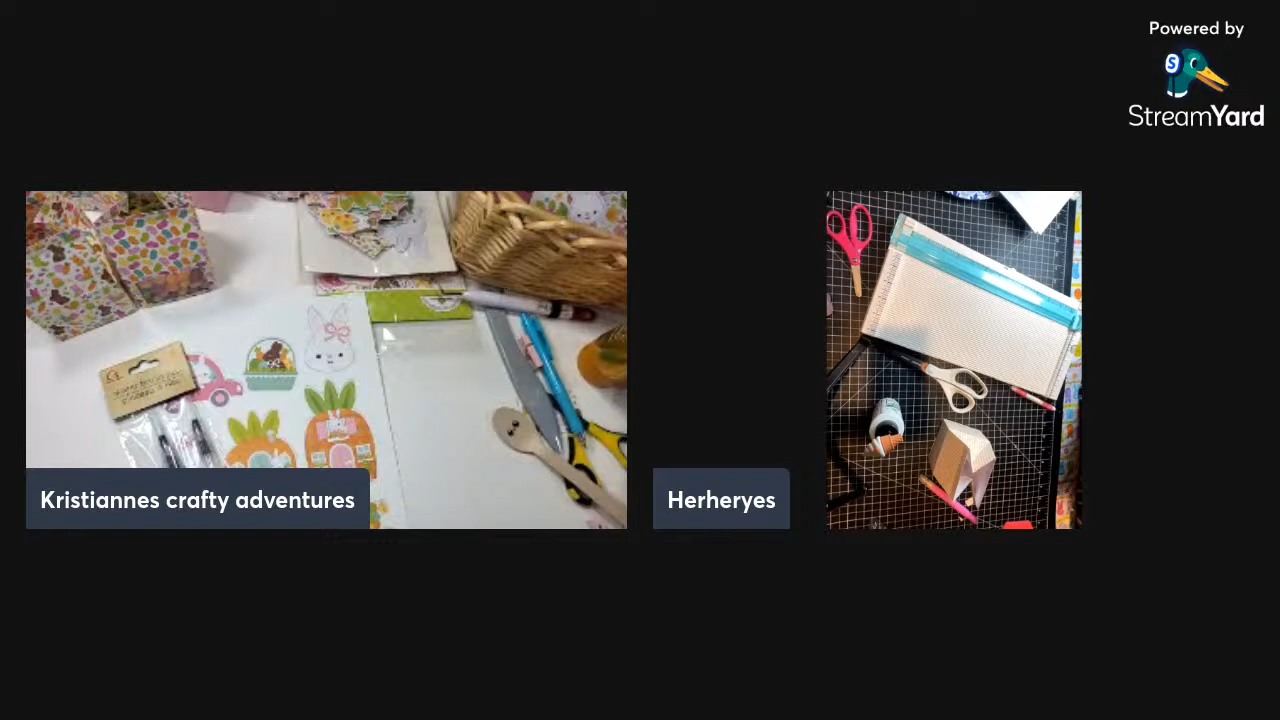 Powered by
S
StreamYard
Kristiannes crafty adventures
Herheryes